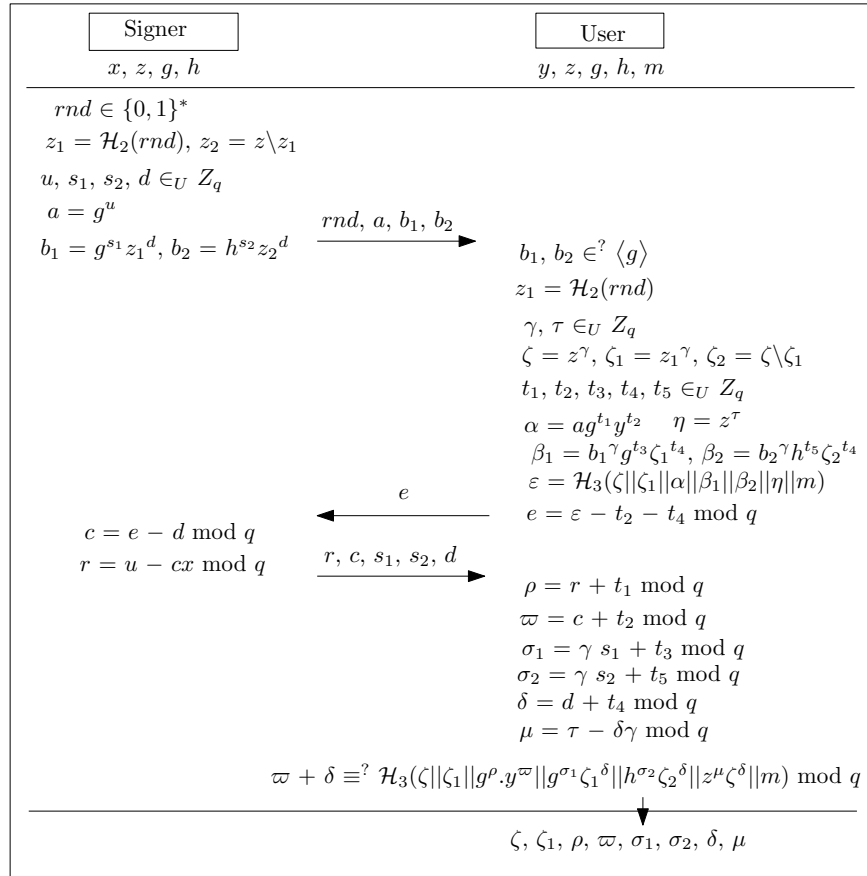 Signer
User
x, z, g, h
y, z, g, h, m
rnd ∈ {0, 1}*
z₁ = ℋ₂(rnd), z₂ = z\z₁
u, s₁, s₂, d ∈_U Z_q
a = g^u
b₁ = g^{s₁}z₁^d, b₂ = h^{s₂}z₂^d
rnd, a, b₁, b₂
b₁, b₂ ∈^? ⟨g⟩
z₁ = ℋ₂(rnd)
γ, τ ∈_U Z_q
ζ = z^γ, ζ₁ = z₁^γ, ζ₂ = ζ\ζ₁
t₁, t₂, t₃, t₄, t₅ ∈_U Z_q
α = ag^{t₁}y^{t₂} η = z^τ
β₁ = b₁^γ g^{t₃}ζ₁^{t₄}, β₂ = b₂^γ h^{t₅}ζ₂^{t₄}
ε = ℋ₃(ζ||ζ₁||α||β₁||β₂||η||m)
e
e = ε − t₂ − t₄ mod q
c = e − d mod q
r = u − cx mod q
r, c, s₁, s₂, d
ρ = r + t₁ mod q
ϖ = c + t₂ mod q
σ₁ = γ s₁ + t₃ mod q
σ₂ = γ s₂ + t₅ mod q
δ = d + t₄ mod q
μ = τ − δγ mod q
ϖ + δ ≡^? ℋ₃(ζ||ζ₁||g^ρ.y^ϖ||g^{σ₁}ζ₁^δ||h^{σ₂}ζ₂^δ||z^μζ^δ||m) mod q
ζ, ζ₁, ρ, ϖ, σ₁, σ₂, δ, μ